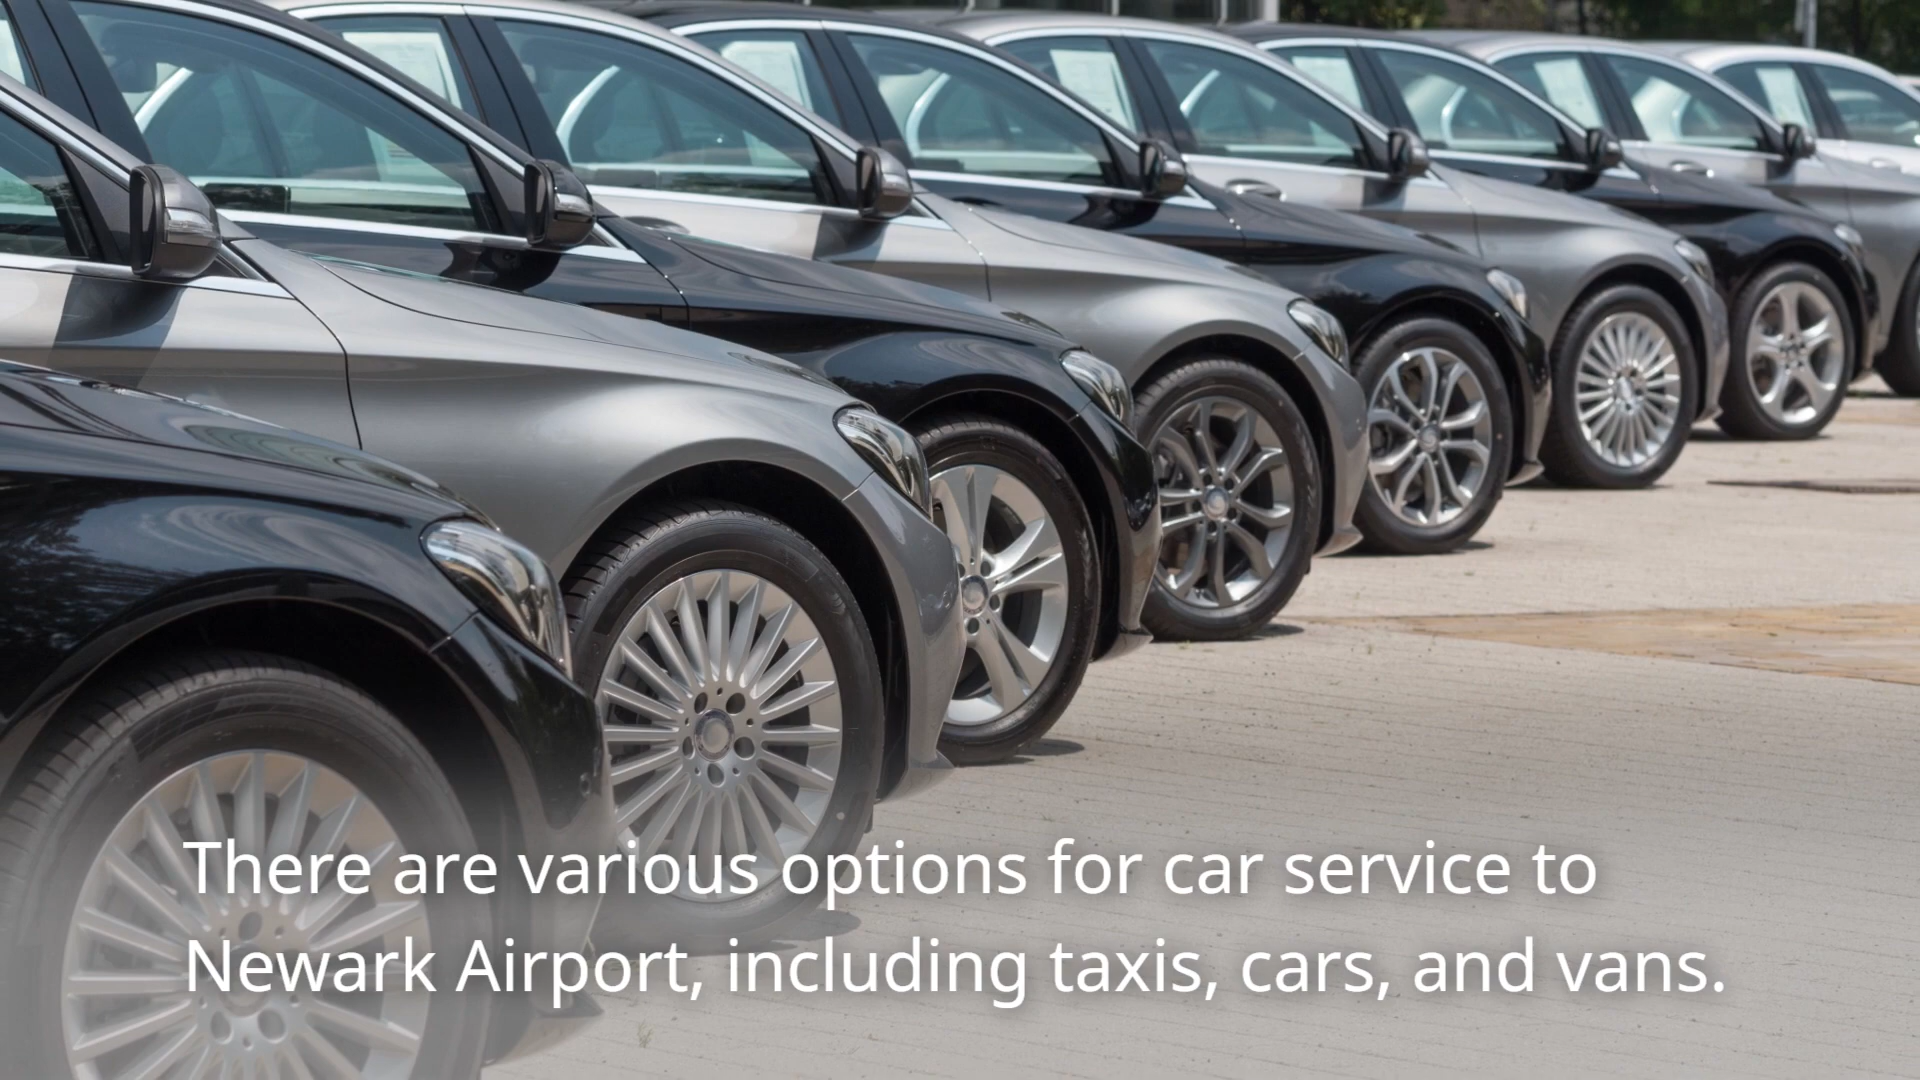 There are various options for car service to
Newark Airport, including taxis, cars, and vans.